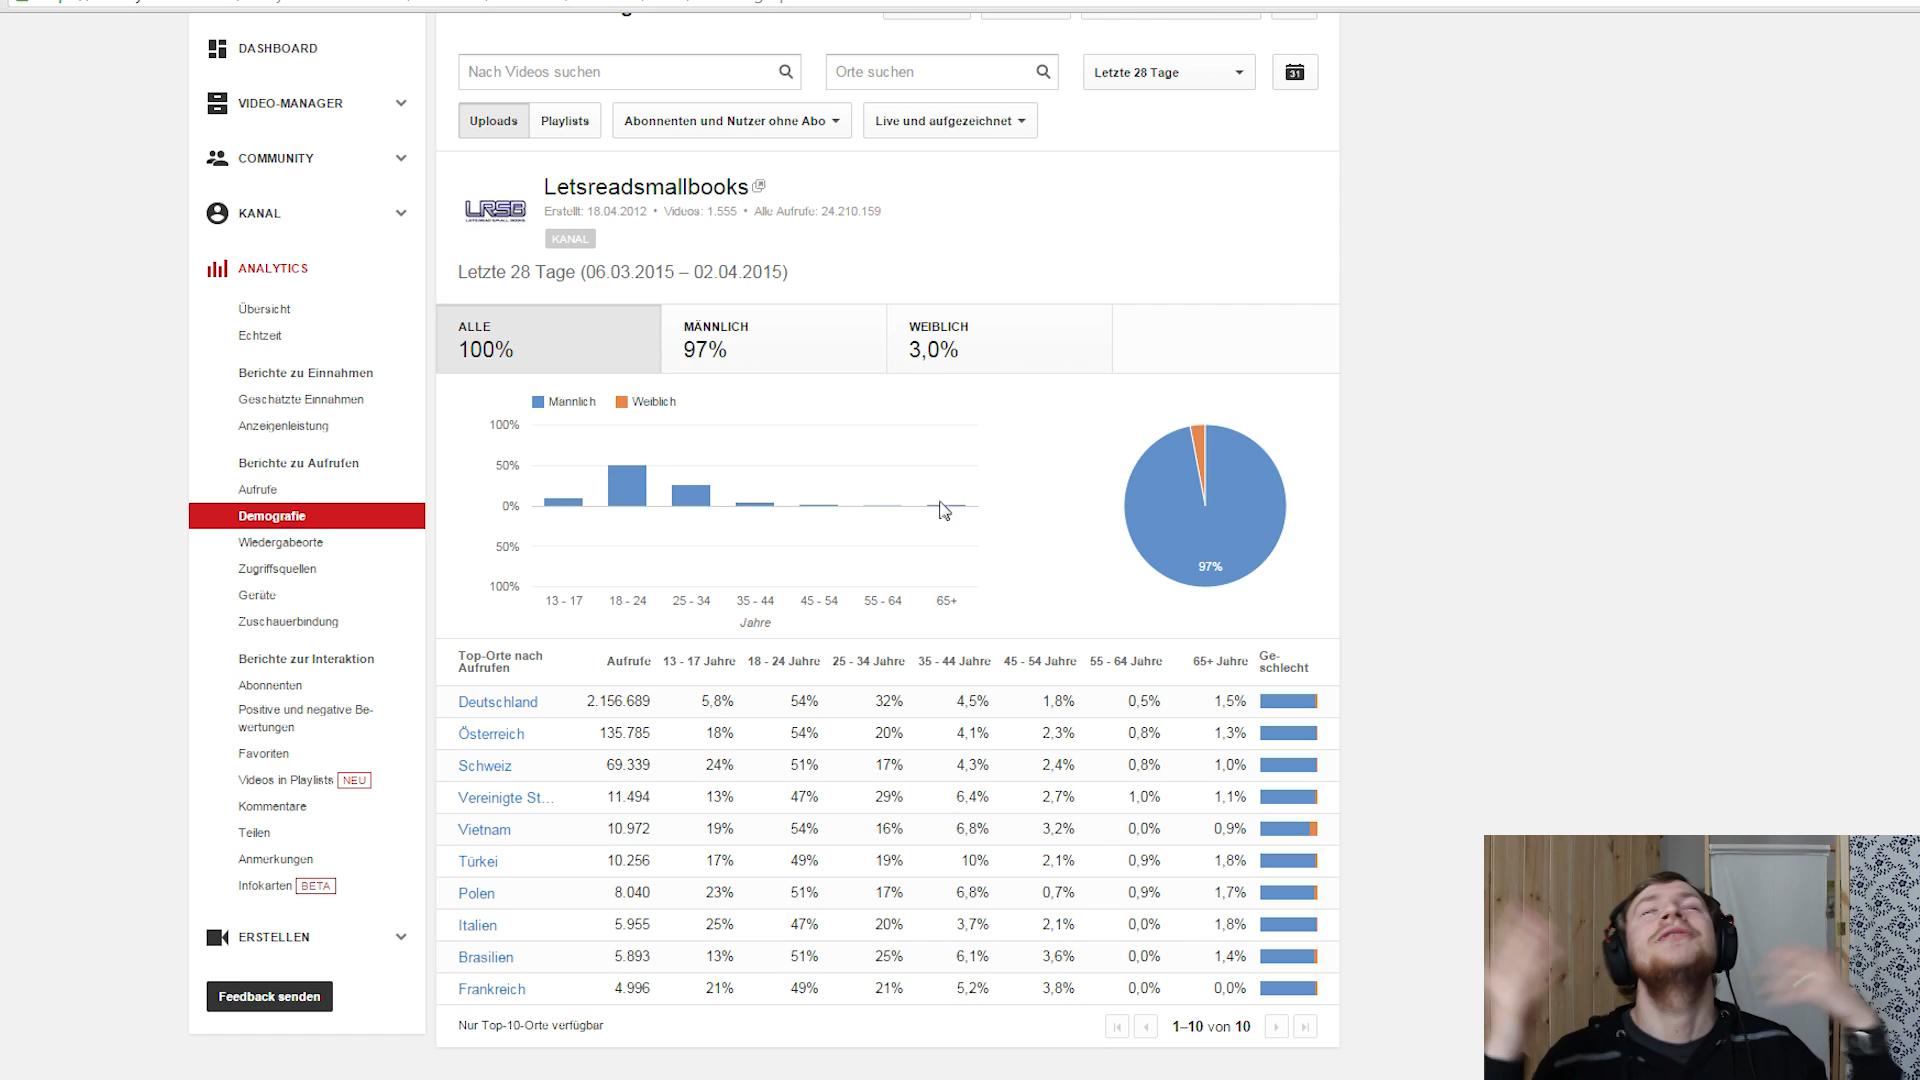 DASHBOARD
VIDEO-MANAGER
COMMUNITY
KANAL
ANALYTICS
Übersicht
Echtzeit
Berichte zu Einnahmen
Geschätzte Einnahmen
Anzeigenleistung
Berichte zu Aufrufen
Aufrufe
Demografie
Wiedergabeorte
Zugriffsquellen
Geräte
Zuschauerbindung
Berichte zur Interaktion
Abonnenten
Positive und negative Be-
wertungen
Favoriten
Videos in Playlists NEU
Kommentare
Teilen
Anmerkungen
Infokarten BETA
ERSTELLEN
Feedback senden
Nach Videos suchen
Orte suchen
Letzte 28 Tage
31
Uploads
Playlists
Abonnenten und Nutzer ohne Abo
Live und aufgezeichnet
LRSB
Letsreadsmallbooks
Erstellt: 18.04.2012 • Videos: 1.555 • Alle Aufrufe: 24.210.159
KANAL
Letzte 28 Tage (06.03.2015 – 02.04.2015)
ALLE
100%
MÄNNLICH
97%
WEIBLICH
3,0%
Männlich Weiblich
100%
50%
0%
50%
100%
13 - 17 18 - 24 25 - 34 35 - 44 45 - 54 55 - 64 65+
Jahre
97%
Top-Orte nach
Aufrufen
Aufrufe 13 - 17 Jahre 18 - 24 Jahre 25 - 34 Jahre 35 - 44 Jahre 45 - 54 Jahre 55 - 64 Jahre 65+ Jahre
Ge-
schlecht
Deutschland 2.156.689 5,8% 54% 32% 4,5% 1,8% 0,5% 1,5%
Österreich 135.785 18% 54% 20% 4,1% 2,3% 0,8% 1,3%
Schweiz 69.339 24% 51% 17% 4,3% 2,4% 0,8% 1,0%
Vereinigte St... 11.494 13% 47% 29% 6,4% 2,7% 1,0% 1,1%
Vietnam 10.972 19% 54% 16% 6,8% 3,2% 0,0% 0,9%
Türkei 10.256 17% 49% 19% 10% 2,1% 0,9% 1,8%
Polen 8.040 23% 51% 17% 6,8% 0,7% 0,9% 1,7%
Italien 5.955 25% 47% 20% 3,7% 2,1% 0,0% 1,8%
Brasilien 5.893 13% 51% 25% 6,1% 3,6% 0,0% 1,4%
Frankreich 4.996 21% 49% 21% 5,2% 3,8% 0,0% 0,0%
Nur Top-10-Orte verfügbar
1–10 von 10